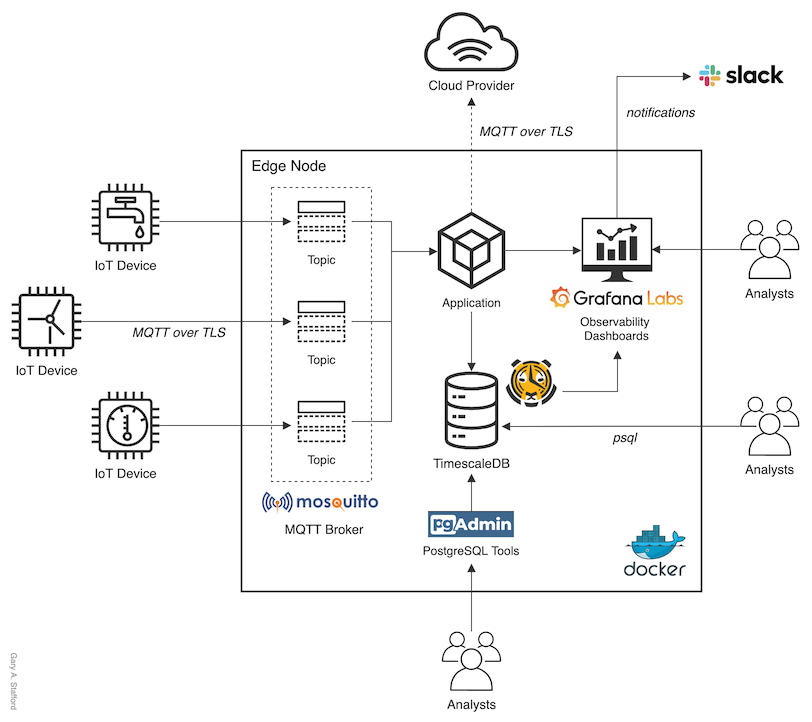 Cloud Provider
slack
notifications
MQTT over TLS
Edge Node
IoT Device
Topic
Application
Grafana Labs
Observability
Dashboards
Analysts
IoT Device
MQTT over TLS
Topic
IoT Device
Topic
TimescaleDB
psql
Analysts
mosquitto
MQTT Broker
pgAdmin
PostgreSQL Tools
docker
Analysts
Gary A. Stafford